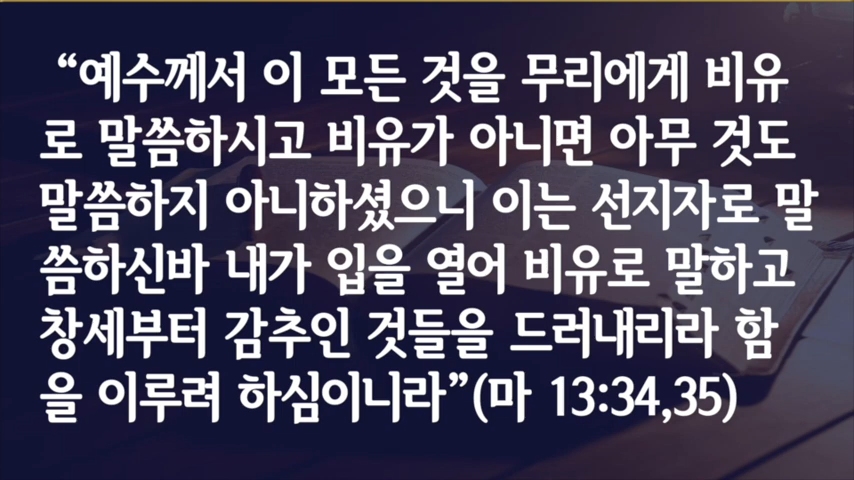 “예수께서 이 모든 것을 무리에게 비유
로 말씀하시고 비유가 아니면 아무 것도
말씀하지 아니하셨으니 이는 선지자로 말
씀하신바 내가 입을 열어 비유로 말하고
창세부터 감추인 것들을 드러내리라 함
을 이루려 하심이니라”(마 13:34,35)